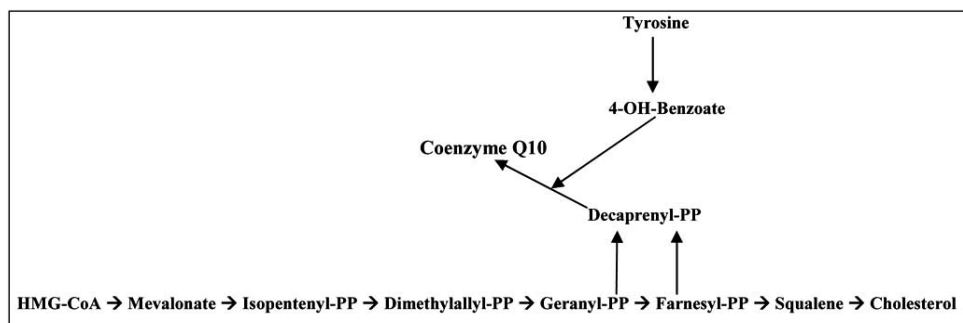 Tyrosine
4-OH-Benzoate
Coenzyme Q10
Decaprenyl-PP
HMG-CoA → Mevalonate → Isopentenyl-PP → Dimethylallyl-PP → Geranyl-PP → Farnesyl-PP → Squalene → Cholesterol